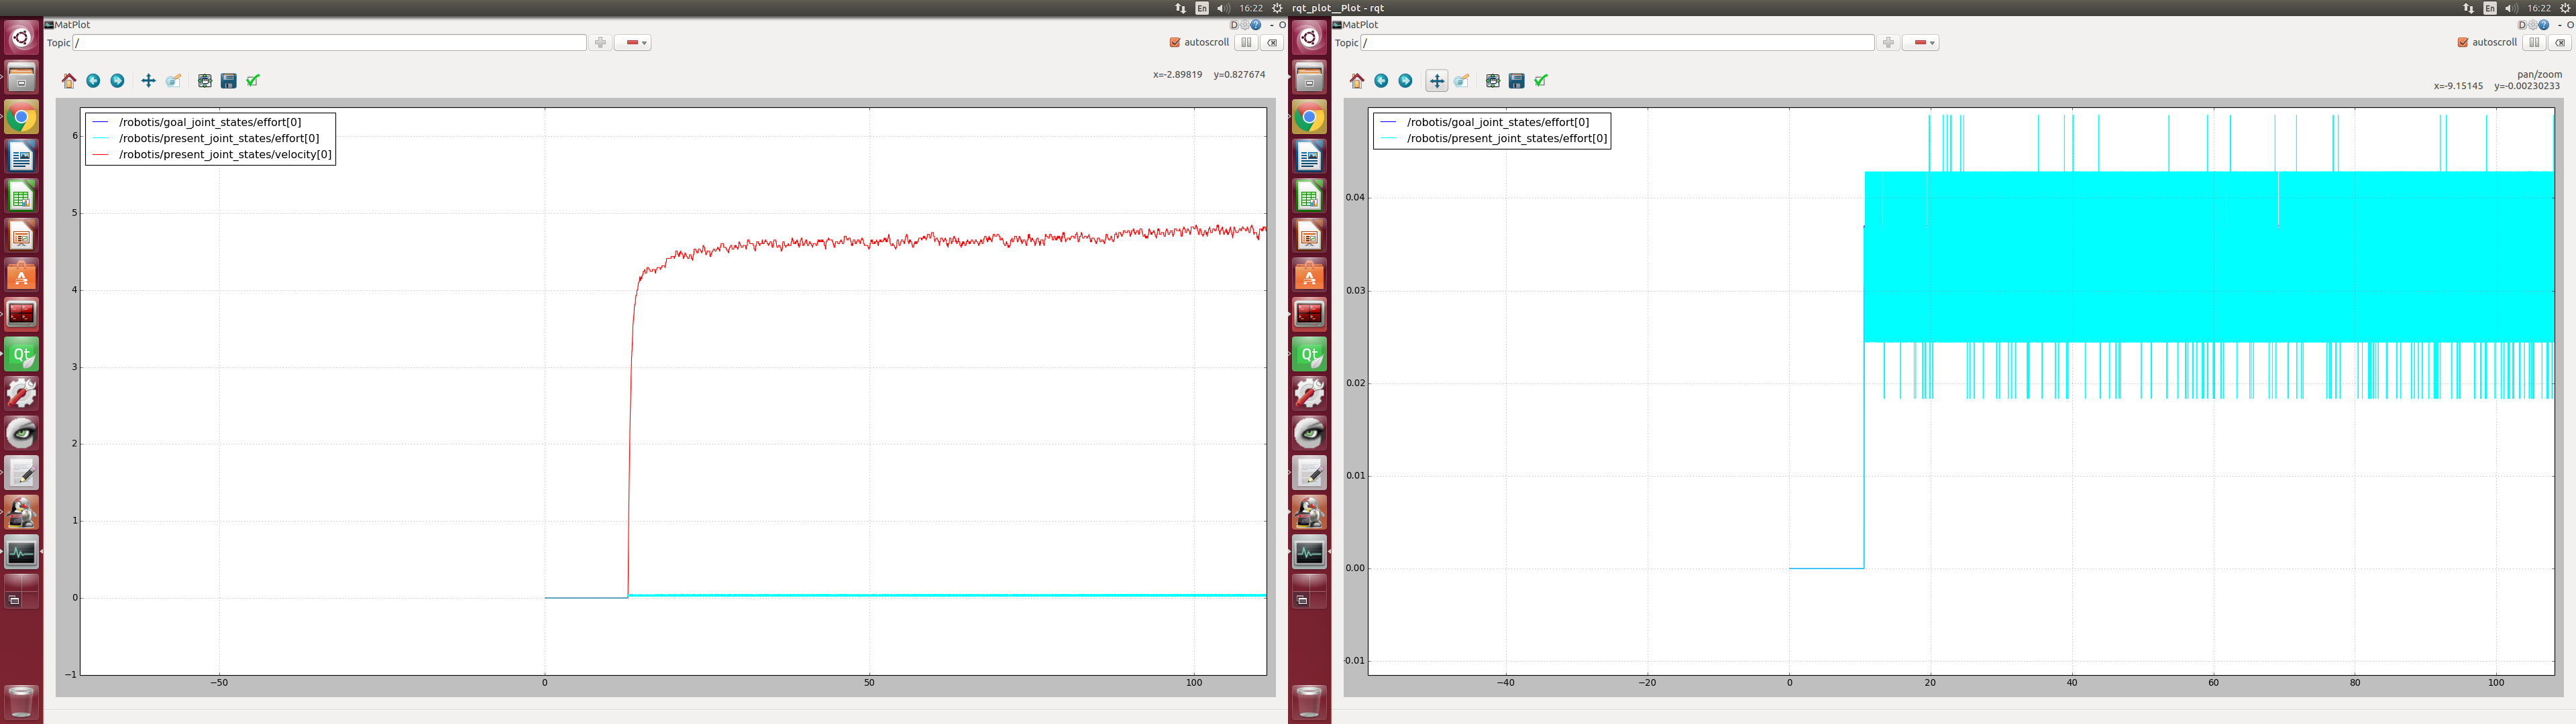 En
16:22
MatPlot
D
- O
Topic /
autoscroll
x=-2.89819 y=0.827674
/robotis/goal_joint_states/effort[0]
/robotis/present_joint_states/effort[0]
/robotis/present_joint_states/velocity[0]
6
5
4
3
2
1
0
−1
−50
0
50
100
Qt
rqt_plot__Plot - rqt
En
16:22
MatPlot
D
- O
Topic /
autoscroll
pan/zoom
x=-9.15145 y=-0.00230233
/robotis/goal_joint_states/effort[0]
/robotis/present_joint_states/effort[0]
0.04
0.03
0.02
0.01
0.00
0.01
−40
−20
0
20
40
60
80
100
Qt